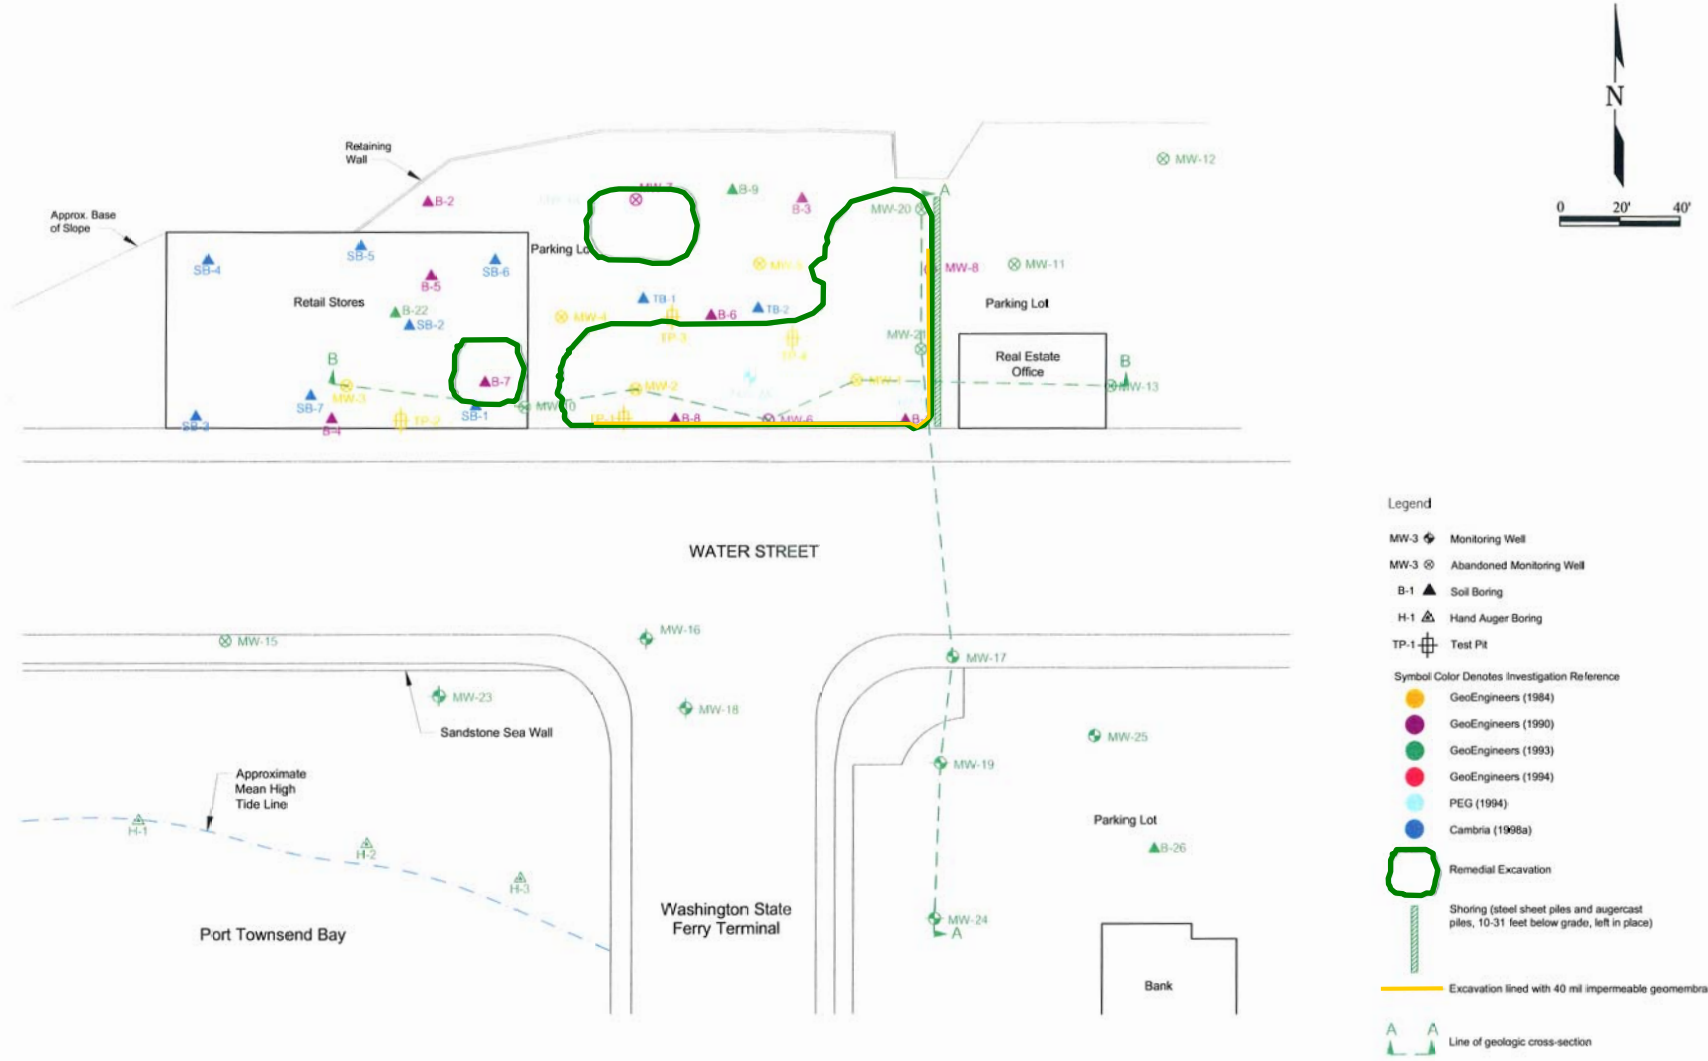 N
0 20' 40'
MW-12
Retaining
Wall
MW-7
B-9
A
B-2
B-3
MW-20
Approx. Base
of Slope
Parking Lo
SB-5
SB-4
SB-6
MW-8
MW-11
B-5
Retail Stores
TB-1
Parking Lot
B-22
TB-2
SB-2
MW-4
B-6
TP-3
MW-21
TP-4
Real Estate
Office
B
B
B-7
MW-2
MW-1
MW-13
MW-3
SB-7
MW-10
SB-3
SB-1
TP-1
B-8
MW-6
B-4
TP-2
WATER STREET
MW-16
MW-15
MW-17
MW-23
MW-18
Sandstone Sea Wall
MW-25
MW-19
Approximate
Mean High
Tide Line
H-1
Parking Lot
H-2
B-26
H-3
Washington State
Ferry Terminal
MW-24
A
Port Townsend Bay
Bank
Legend
MW-3 Monitoring Well
MW-3 Abandoned Monitoring Well
B-1 Soil Boring
H-1 Hand Auger Boring
TP-1 Test Pit
Symbol Color Denotes Investigation Reference
GeoEngineers (1984)
GeoEngineers (1990)
GeoEngineers (1993)
GeoEngineers (1994)
PEG (1994)
Cambria (1998a)
Remedial Excavation
Shoring (steel sheet piles and augercast
piles, 10-31 feet below grade, left in place)
Excavation lined with 40 mil impermeable geomembra
A A
Line of geologic cross-section